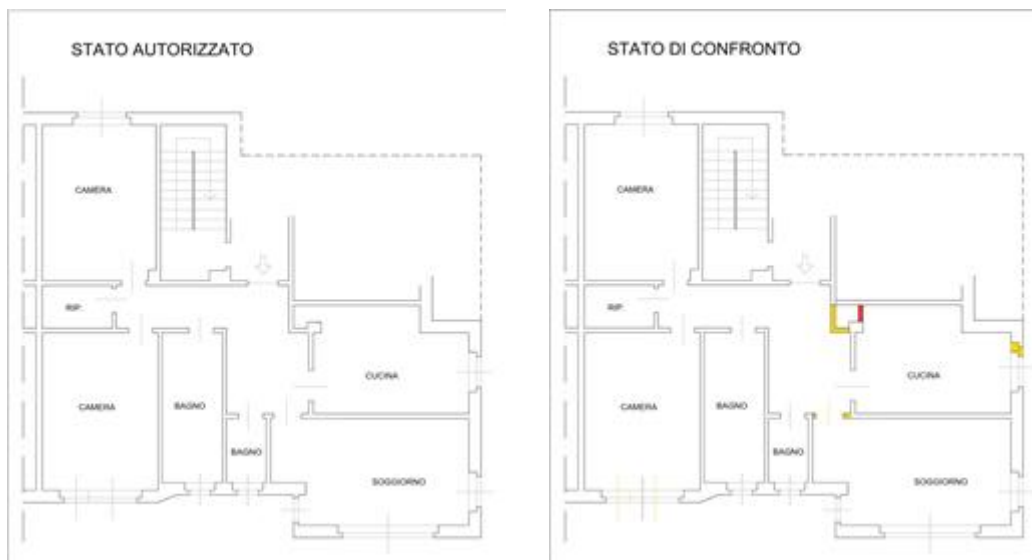 STATO AUTORIZZATO
CAMERA
RIP.
CUCINA
CAMERA
BAGNO
BAGNO
SOGGIORNO
STATO DI CONFRONTO
CAMERA
RIP.
CUCINA
CAMERA
BAGNO
BAGNO
SOGGIORNO